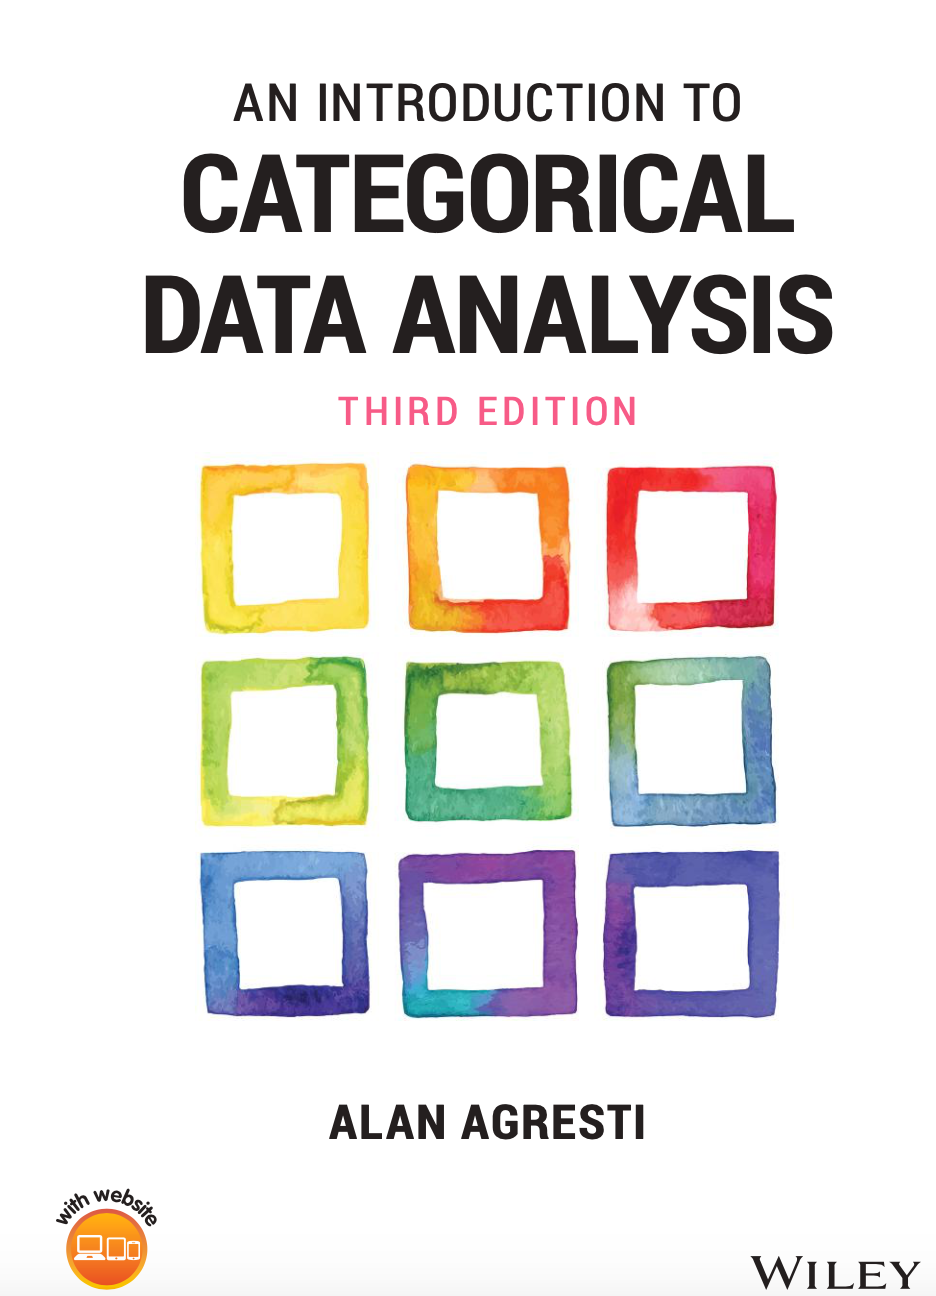 AN INTRODUCTION TO
CATEGORICAL
DATA ANALYSIS
THIRD EDITION
ALAN AGRESTI
with website
WILEY